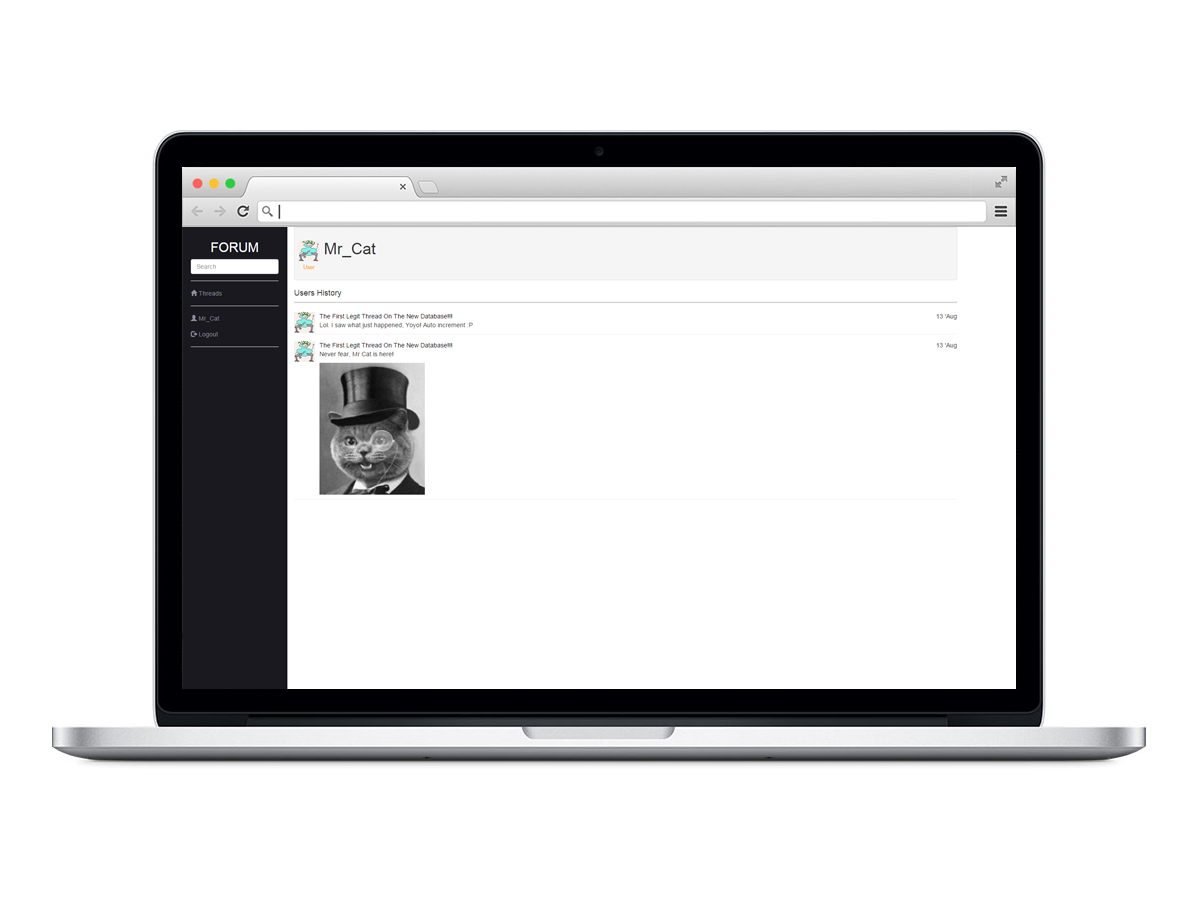 FORUM
Search
Threads
Mr_Cat
Logout
Mr_Cat
User
Users History
The First Legit Thread On The New Database!!!!
13 'Aug
Lol. I saw what just happened, Yoyo! Auto increment :P
The First Legit Thread On The New Database!!!!
13 'Aug
Never fear, Mr Cat is here!